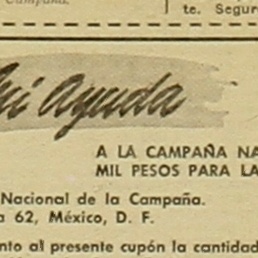 Campaña.
te. Segur
Mi Ayuda
A LA CAMPAÑA NA
MIL PESOS PARA LA
Nacional de la Campaña.
a 62, México, D. F.
nto al presente cupón la cantidad